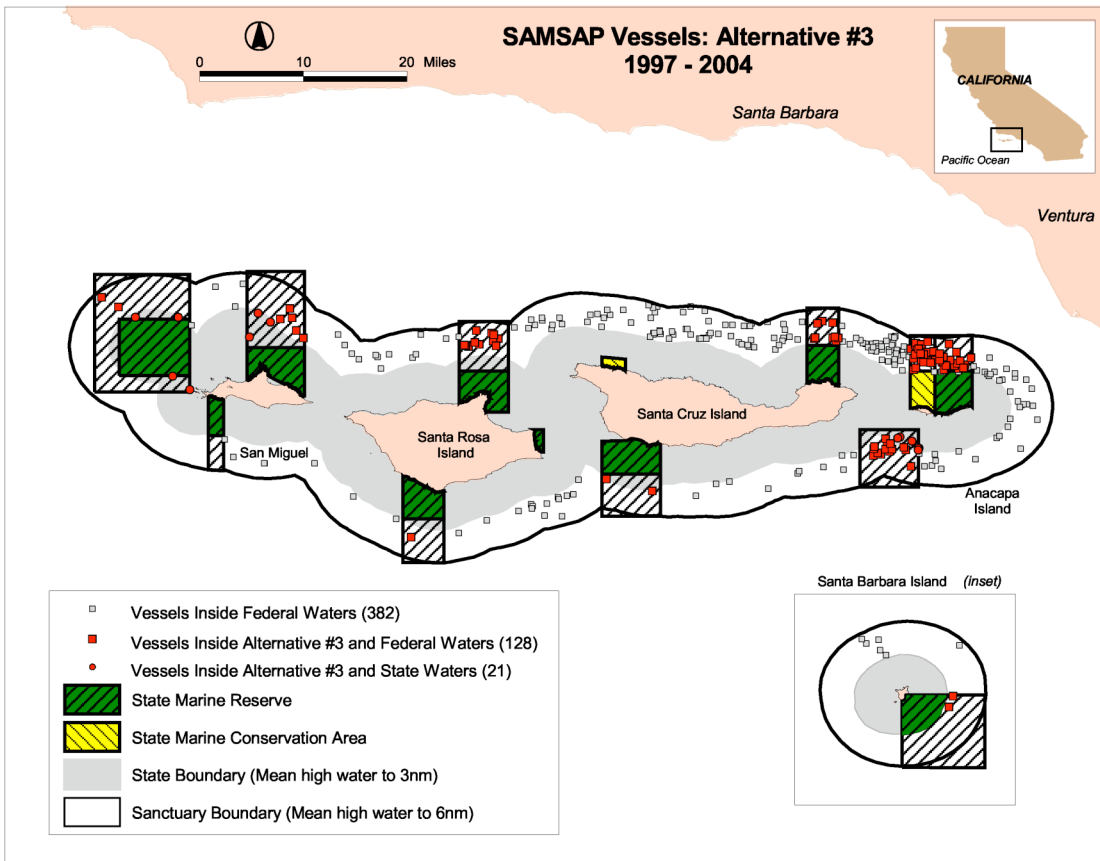 SAMSAP Vessels: Alternative #3
1997 - 2004
0 10 20 Miles
CALIFORNIA
Pacific Ocean
Santa Barbara
Ventura
San Miguel
Santa Rosa
Island
Santa Cruz Island
Anacapa
Island
Santa Barbara Island (inset)
Vessels Inside Federal Waters (382)
Vessels Inside Alternative #3 and Federal Waters (128)
Vessels Inside Alternative #3 and State Waters (21)
State Marine Reserve
State Marine Conservation Area
State Boundary (Mean high water to 3nm)
Sanctuary Boundary (Mean high water to 6nm)